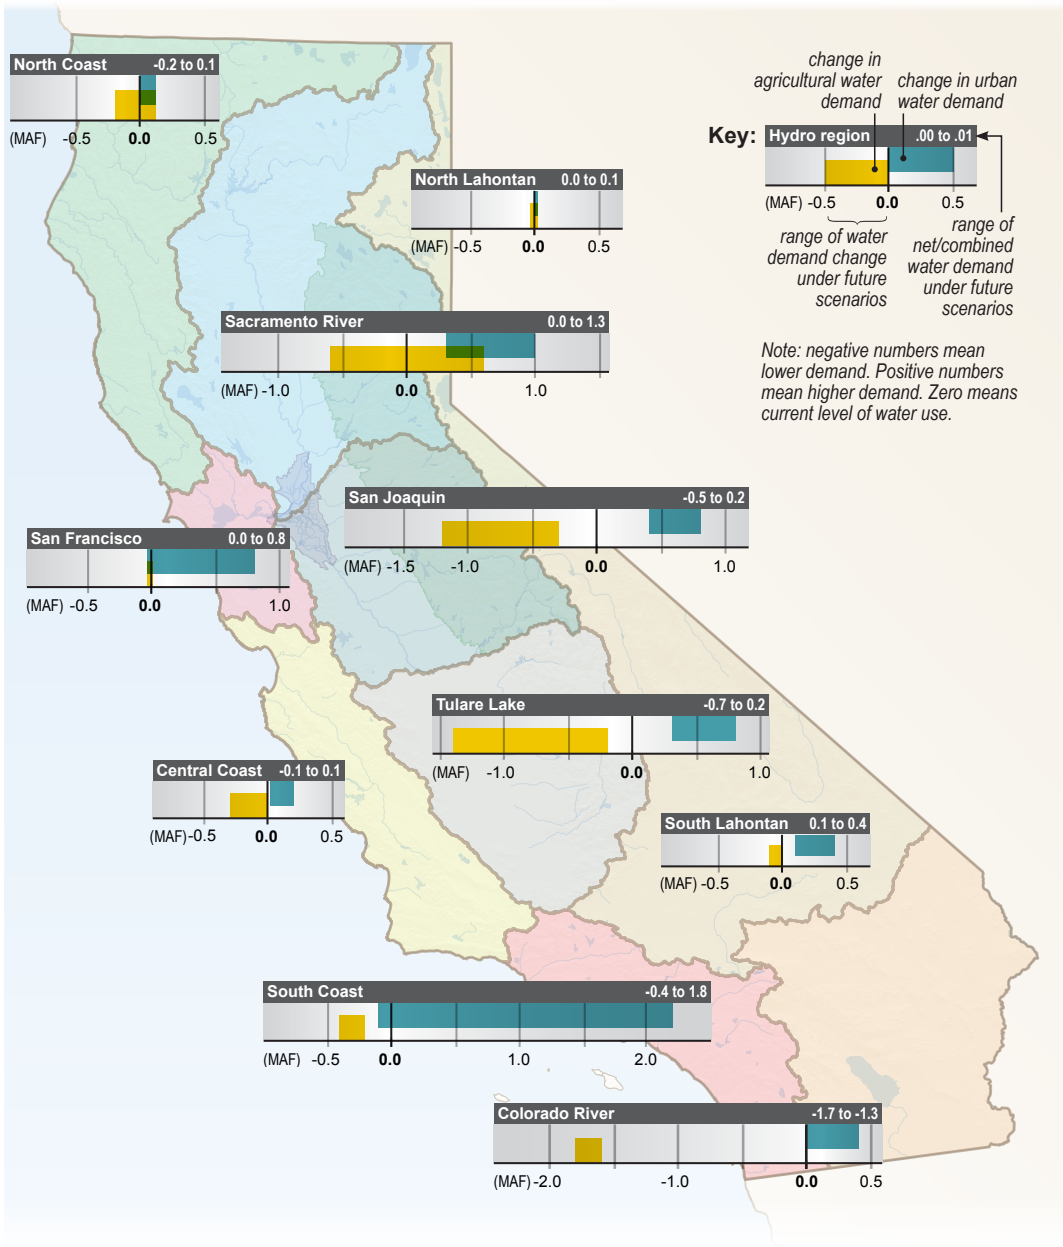 North Coast -0.2 to 0.1
(MAF) -0.5 0.0 0.5
change in
agricultural water
demand
change in urban
water demand
Key:
Hydro region .00 to .01
(MAF) -0.5 0.0 0.5
range of water
demand change
under future
scenarios
range of
net/combined
water demand
under future
scenarios
Note: negative numbers mean
lower demand. Positive numbers
mean higher demand. Zero means
current level of water use.
North Lahontan 0.0 to 0.1
(MAF) -0.5 0.0 0.5
Sacramento River 0.0 to 1.3
(MAF) -1.0 0.0 1.0
San Joaquin -0.5 to 0.2
(MAF) -1.5 -1.0 0.0 1.0
San Francisco 0.0 to 0.8
(MAF) -0.5 0.0 1.0
Tulare Lake -0.7 to 0.2
(MAF) -1.0 0.0 1.0
Central Coast -0.1 to 0.1
(MAF) -0.5 0.0 0.5
South Lahontan 0.1 to 0.4
(MAF) -0.5 0.0 0.5
South Coast -0.4 to 1.8
(MAF) -0.5 0.0 1.0 2.0
Colorado River -1.7 to -1.3
(MAF) -2.0 -1.0 0.0 0.5